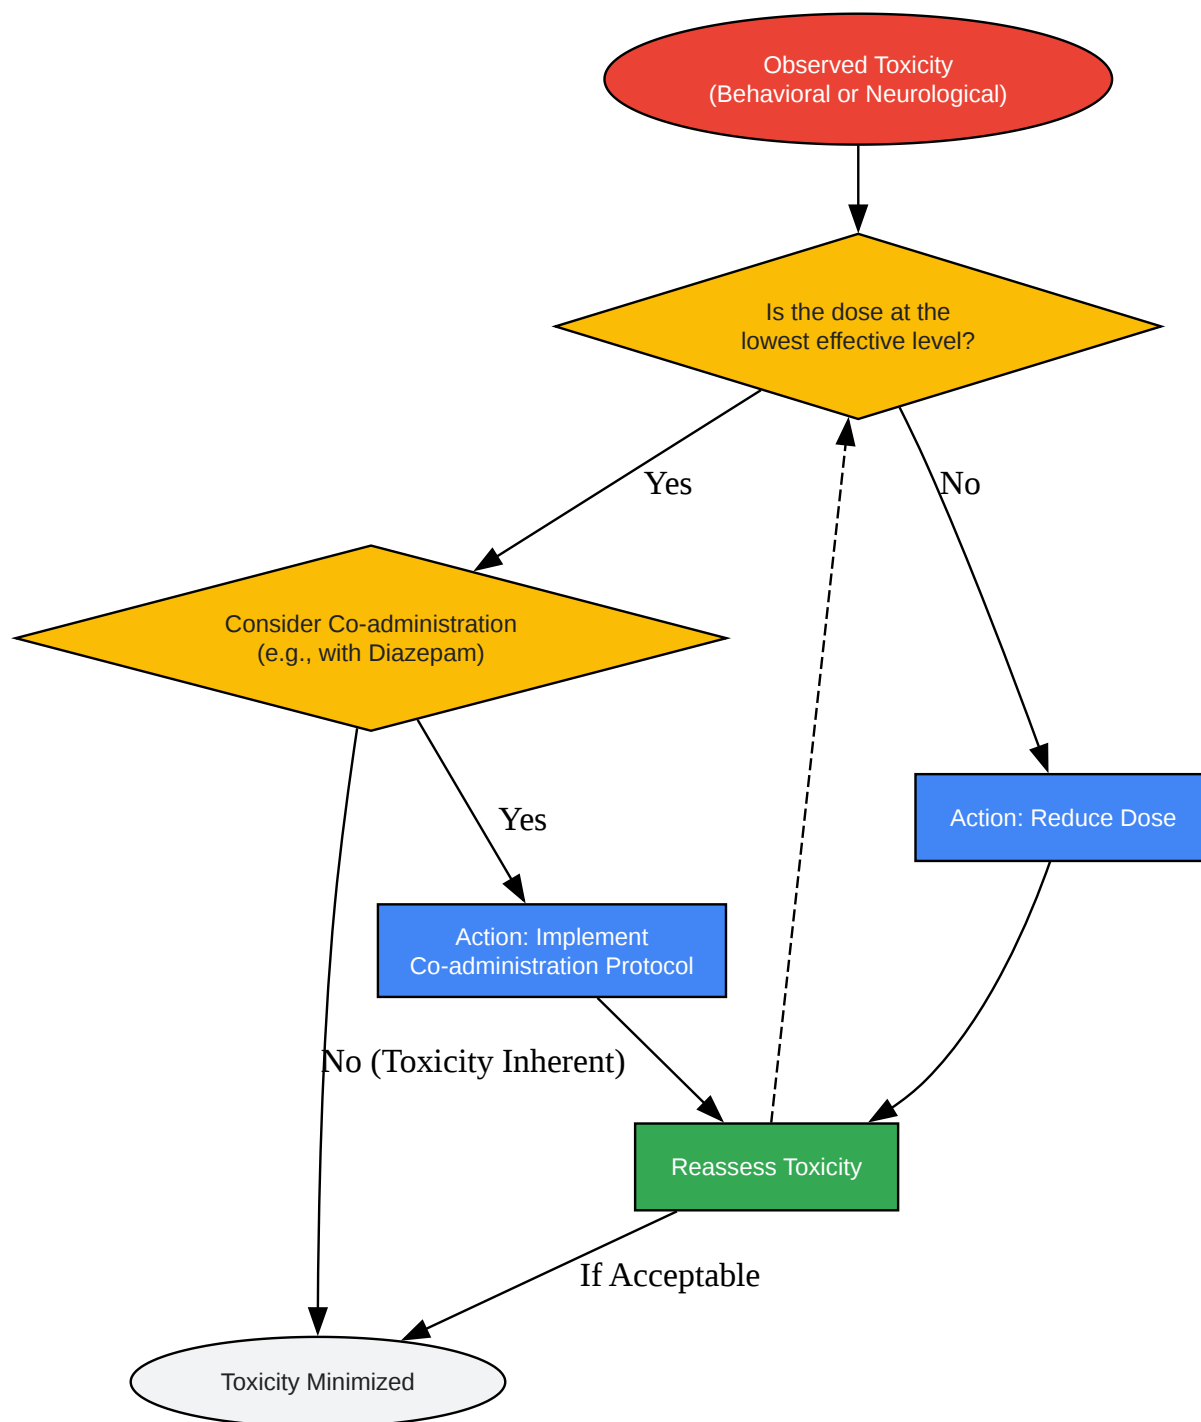 Observed Toxicity
(Behavioral or Neurological)
Is the dose at the
lowest effective level?
Yes
No
Consider Co-administration
(e.g., with Diazepam)
Yes
Action: Reduce Dose
Action: Implement
Co-administration Protocol
No (Toxicity Inherent)
Reassess Toxicity
If Acceptable
Toxicity Minimized